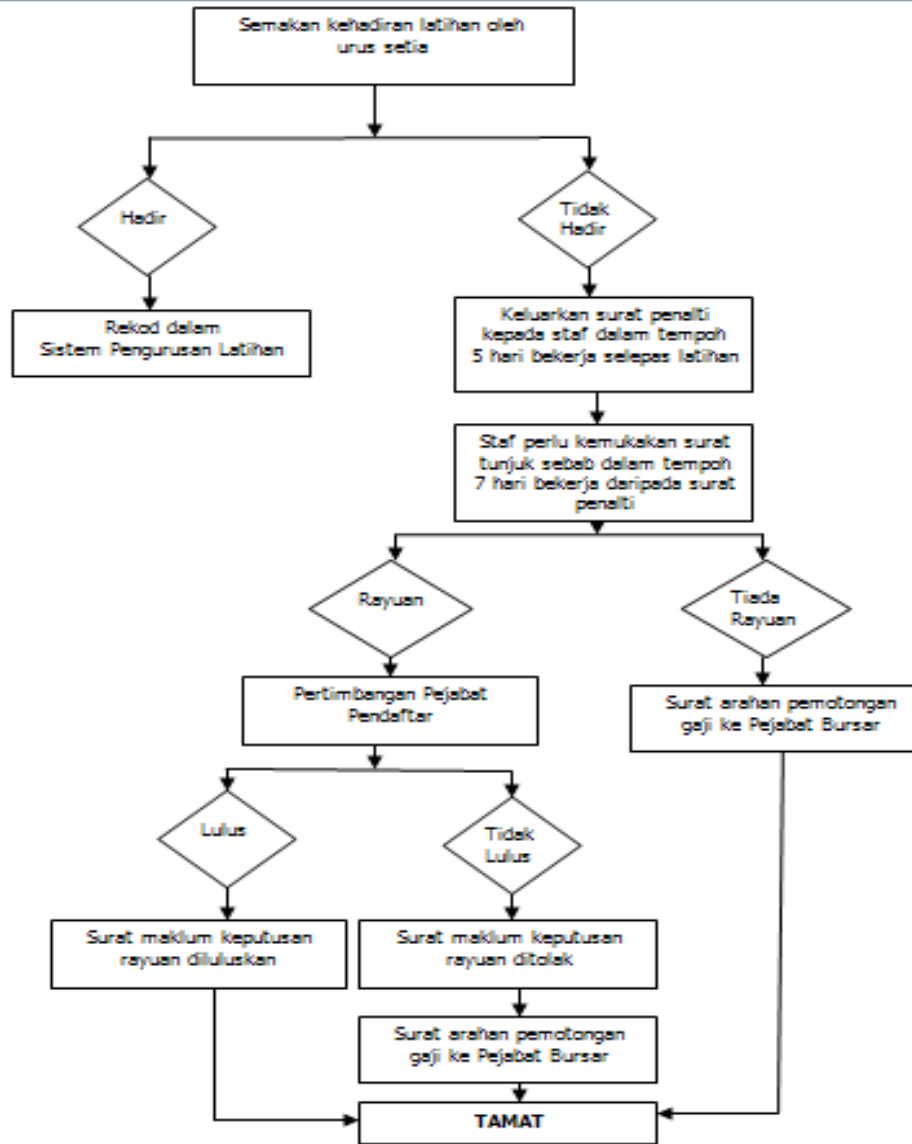 Semakan kehadiran latihan oleh
urus setia
Hadir
Tidak
Hadir
Rekod dalam
Sistem Pengurusan Latihan
Keluarkan surat penalti
kepada staf dalam tempoh
5 hari bekerja selepas latihan
Staf perlu kemukakan surat
tunjuk sebab dalam tempoh
7 hari bekerja daripada surat
penalti
Rayuan
Tiada
Rayuan
Pertimbangan Pejabat
Pendaftar
Surat arahan pemotongan
gaji ke Pejabat Bursar
Lulus
Tidak
Lulus
Surat maklum keputusan
rayuan diluluskan
Surat maklum keputusan
rayuan ditolak
Surat arahan pemotongan
gaji ke Pejabat Bursar
TAMAT